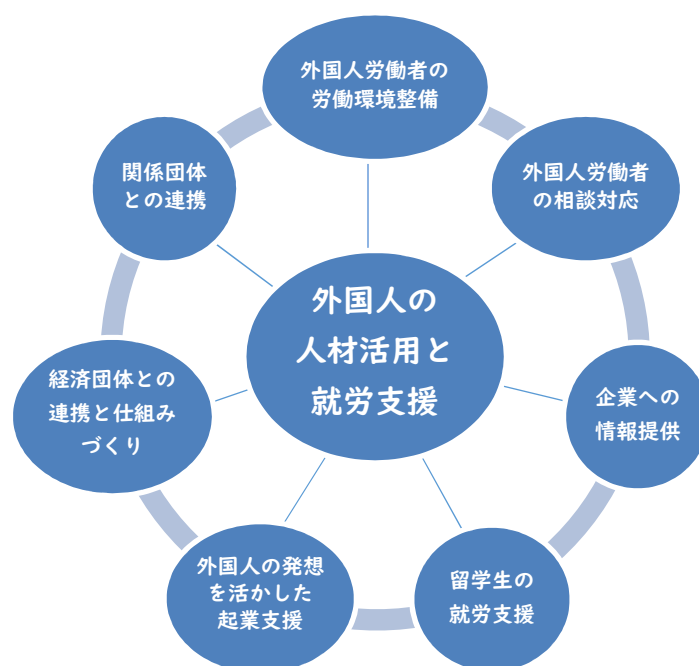 外国人労働者の
労働環境整備
関係団体
との連携
外国人労働者
の相談対応
外国人の
人材活用と
就労支援
経済団体との
連携と仕組み
づくり
企業への
情報提供
外国人の発想
を活かした
起業支援
留学生の
就労支援